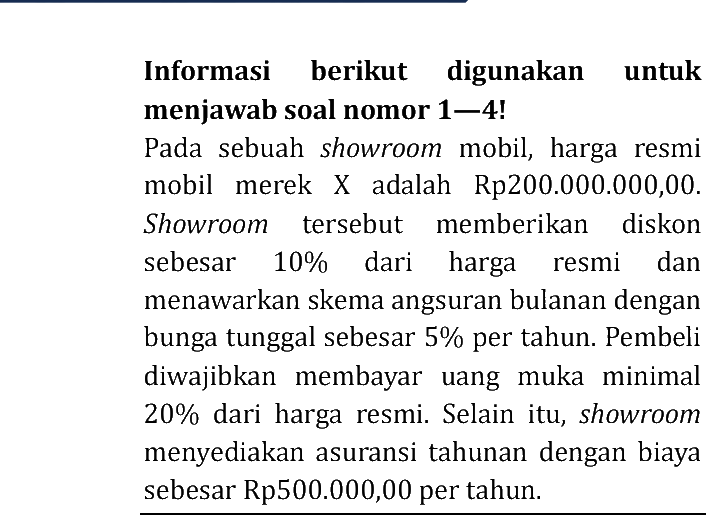 Informasi berikut digunakan untuk
menjawab soal nomor 1—4!
Pada sebuah showroom mobil, harga resmi
mobil merek X adalah Rp200.000.000,00.
Showroom tersebut memberikan diskon
sebesar 10% dari harga resmi dan
menawarkan skema angsuran bulanan dengan
bunga tunggal sebesar 5% per tahun. Pembeli
diwajibkan membayar uang muka minimal
20% dari harga resmi. Selain itu, showroom
menyediakan asuransi tahunan dengan biaya
sebesar Rp500.000,00 per tahun.